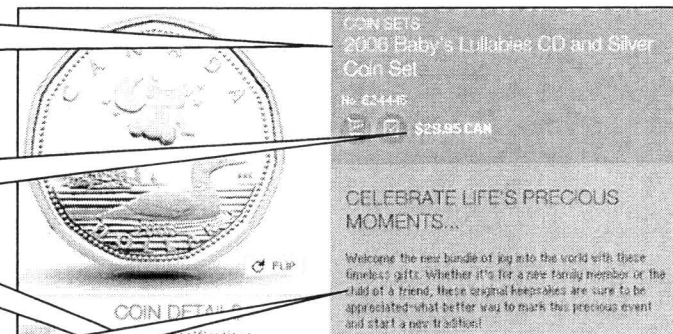 CANADA
DOLLAR
FLIP
COIN DETAILS
COIN SETS
2006 Baby's Lullabies CD and Silver
Coin Set
No.
$29.95 CAN
CELEBRATE LIFE'S PRECIOUS
MOMENTS...
Welcome the new bundle of joy into the world with these
timeless gifts. Whether it's for a new family member or the
child of a friend, these original keepsakes are sure to be
appreciated-what better way to mark this precious event
and start a new tradition!